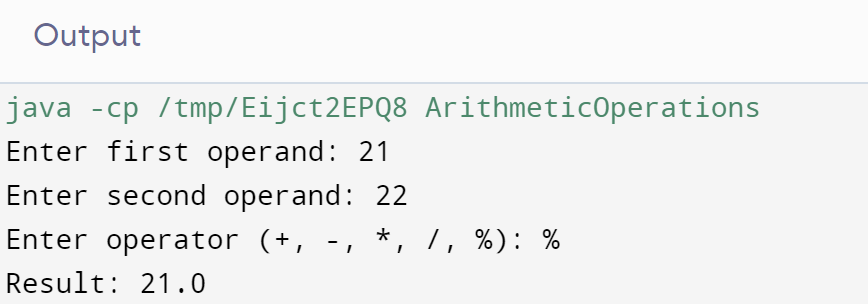 Output
java -cp /tmp/Eijct2EPQ8 ArithmeticOperations
Enter first operand: 21
Enter second operand: 22
Enter operator (+, -, *, /, %): %
Result: 21.0